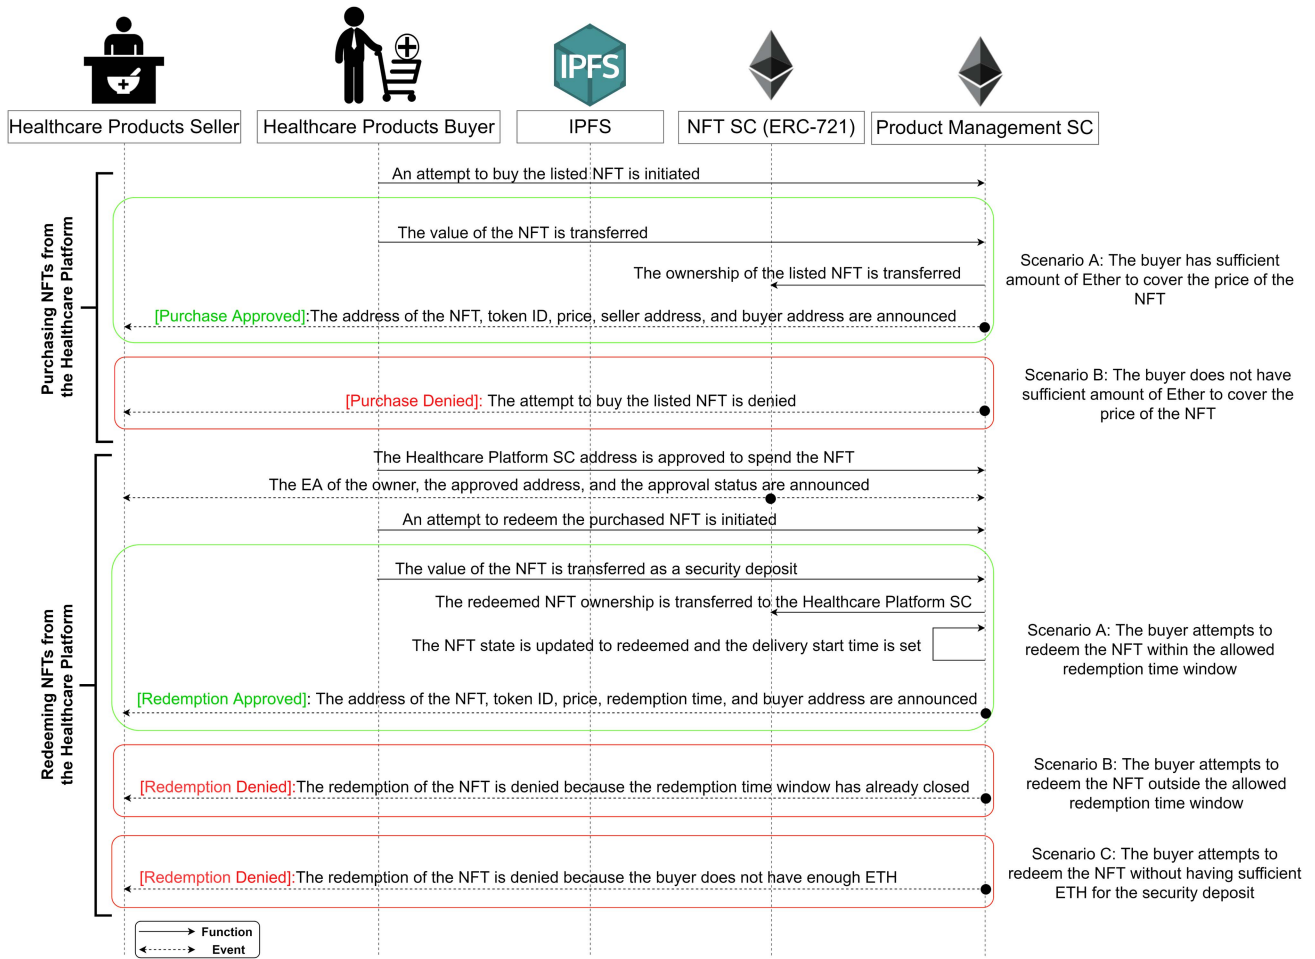 IPFS
Healthcare Products Seller
Healthcare Products Buyer
IPFS
NFT SC (ERC-721)
Product Management SC
Purchasing NFTs from
the Healthcare Platform
An attempt to buy the listed NFT is initiated
The value of the NFT is transferred
The ownership of the listed NFT is transferred
[Purchase Approved]:The address of the NFT, token ID, price, seller address, and buyer address are announced
Scenario A: The buyer has sufficient
amount of Ether to cover the price of the
NFT
[Purchase Denied]: The attempt to buy the listed NFT is denied
Scenario B: The buyer does not have
sufficient amount of Ether to cover the
price of the NFT
Redeeming NFTs from
the Healthcare Platform
The Healthcare Platform SC address is approved to spend the NFT
The EA of the owner, the approved address, and the approval status are announced
An attempt to redeem the purchased NFT is initiated
The value of the NFT is transferred as a security deposit
The redeemed NFT ownership is transferred to the Healthcare Platform SC
The NFT state is updated to redeemed and the delivery start time is set
[Redemption Approved]: The address of the NFT, token ID, price, redemption time, and buyer address are announced
Scenario A: The buyer attempts to
redeem the NFT within the allowed
redemption time window
[Redemption Denied]:The redemption of the NFT is denied because the redemption time window has already closed
Scenario B: The buyer attempts to
redeem the NFT outside the allowed
redemption time window
[Redemption Denied]:The redemption of the NFT is denied because the buyer does not have enough ETH
Scenario C: The buyer attempts to
redeem the NFT without having sufficient
ETH for the security deposit
Function
Event